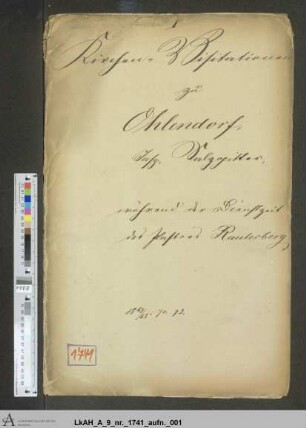 Kirchen-Visitationen
zu
Ohlendorf,
Insp. Salzgitter,
während der Dienstzeit
des Pastors Rauterberg
1741
LkAH_A_9_nr._1741_aufn._001